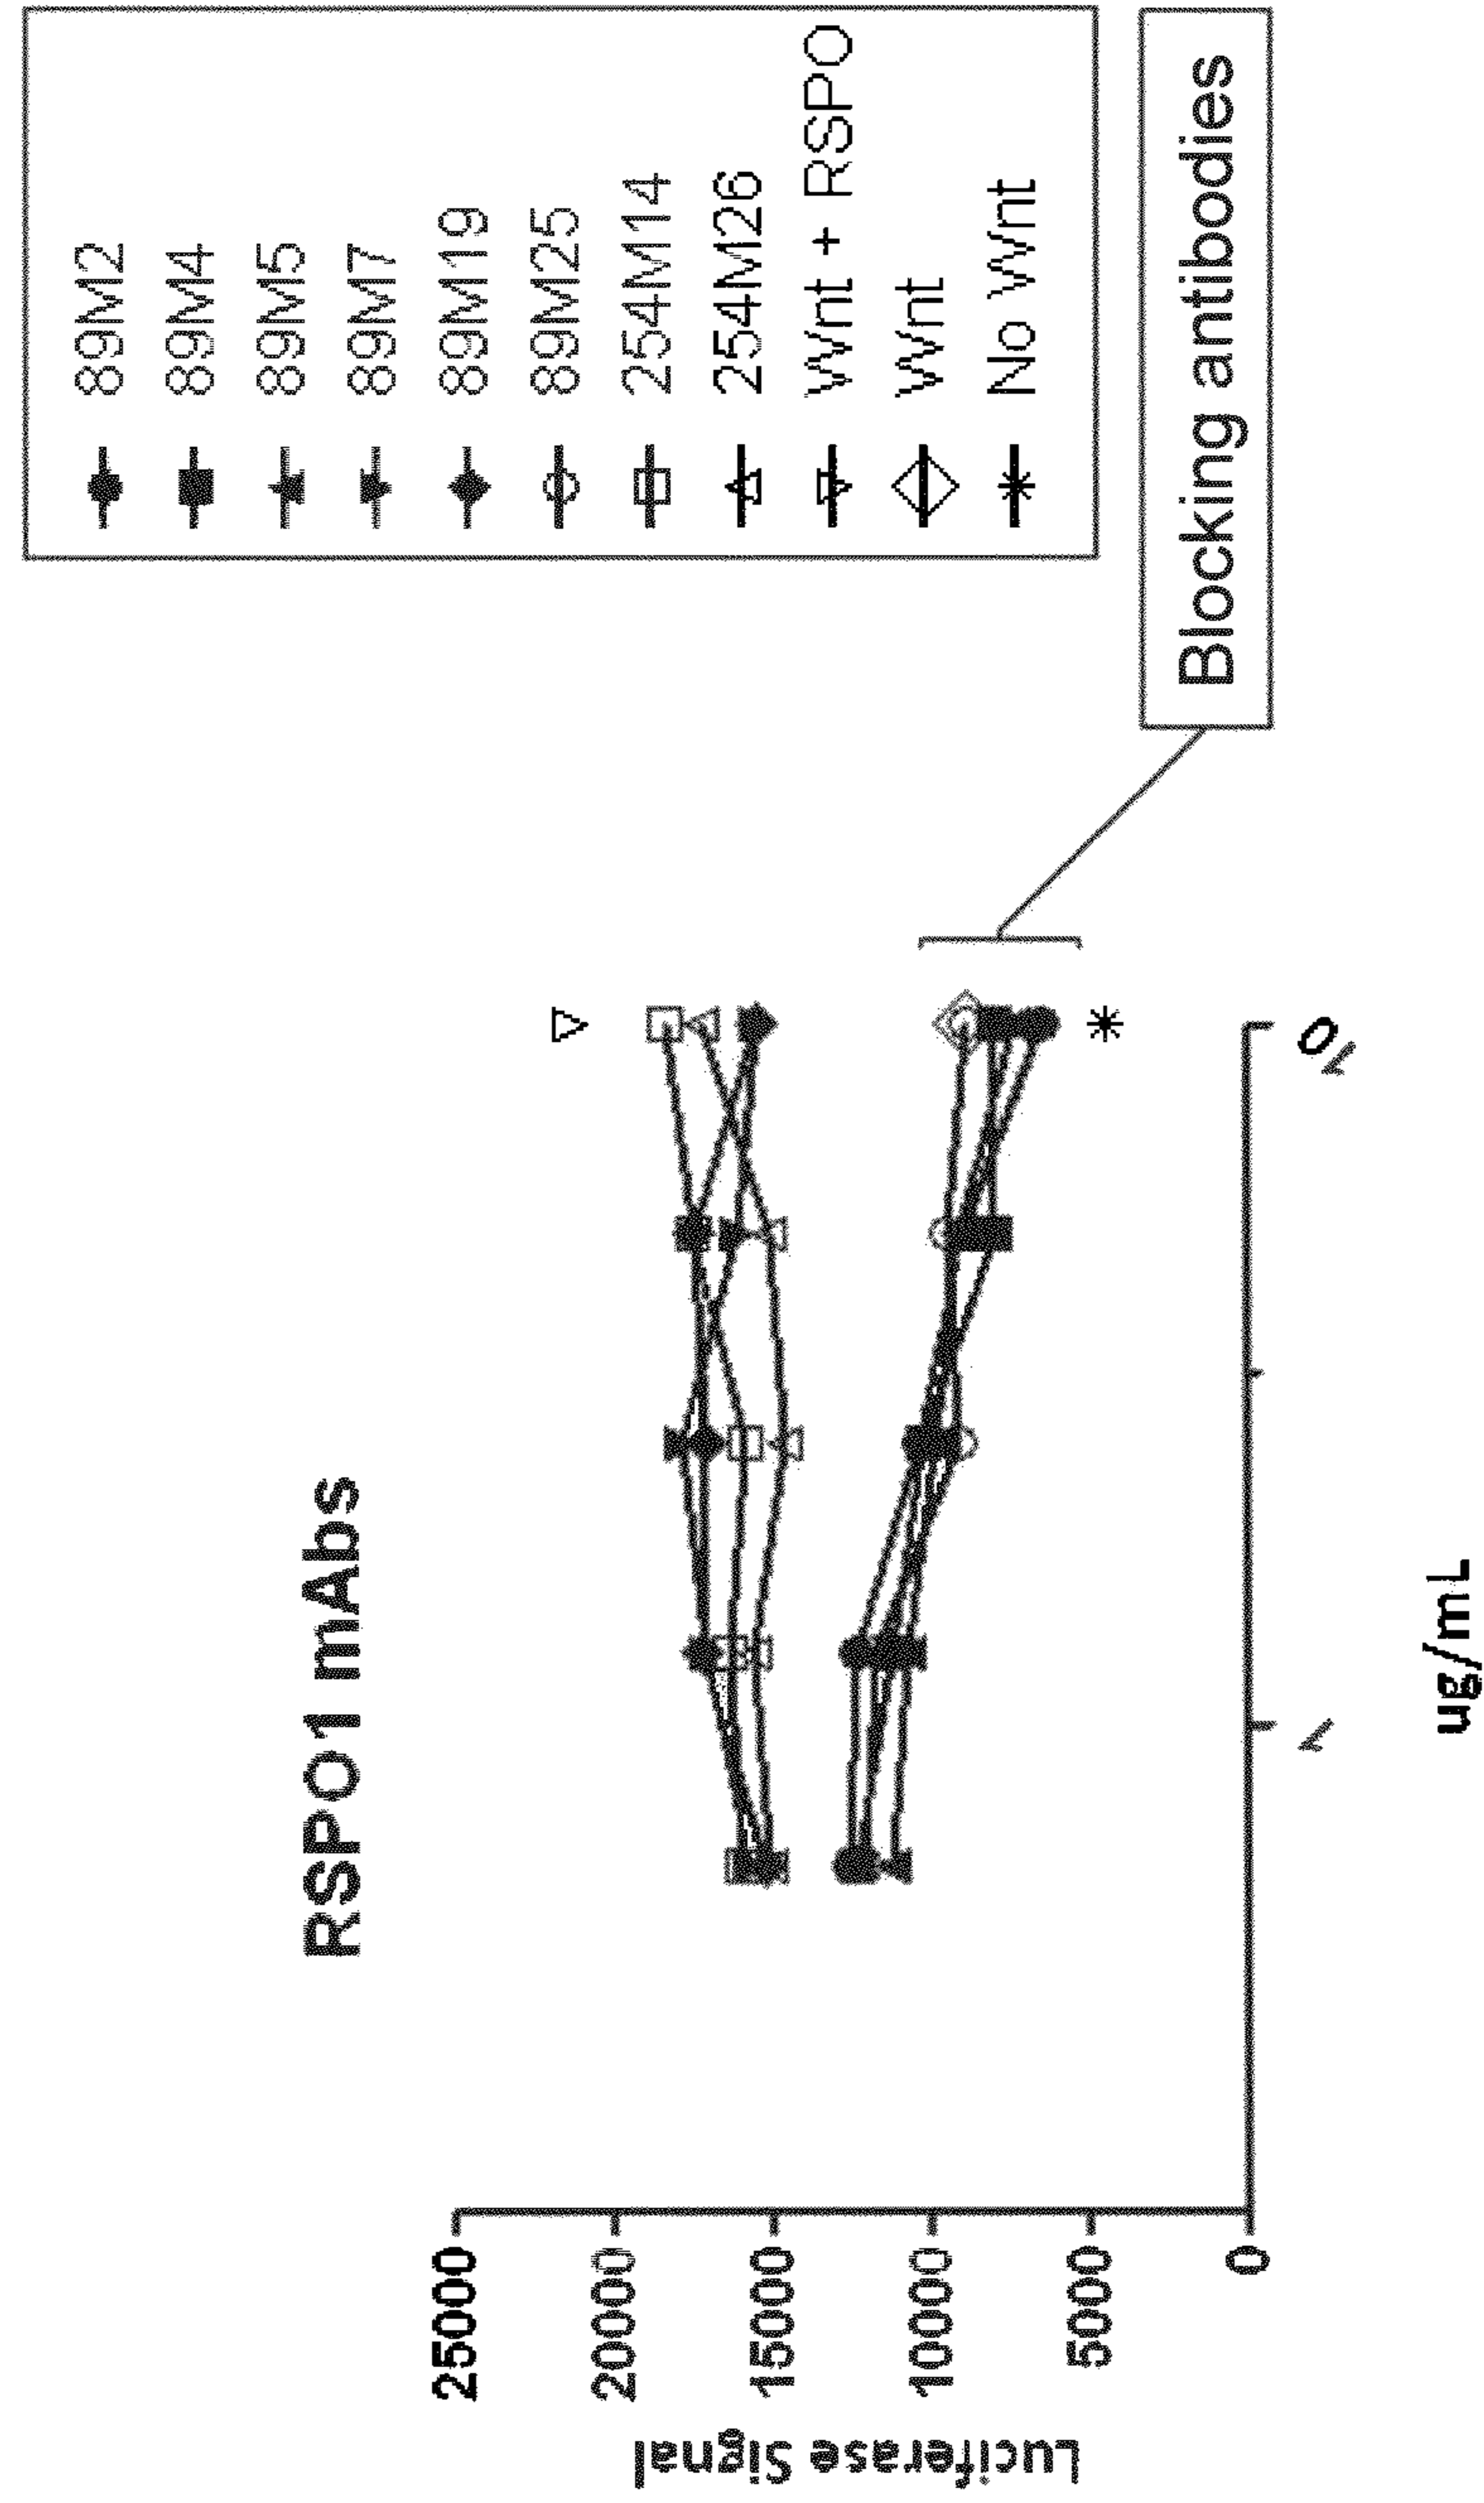 RSPO1 mAbs
25000
20000
15000
10000
5000
0
Luciferase Signal
1
10
ug/mL
89M2
89M4
89M5
89M7
89M19
89M25
254M14
254M26
Wnt + RSPO
Wnt
No Wnt
Blocking antibodies